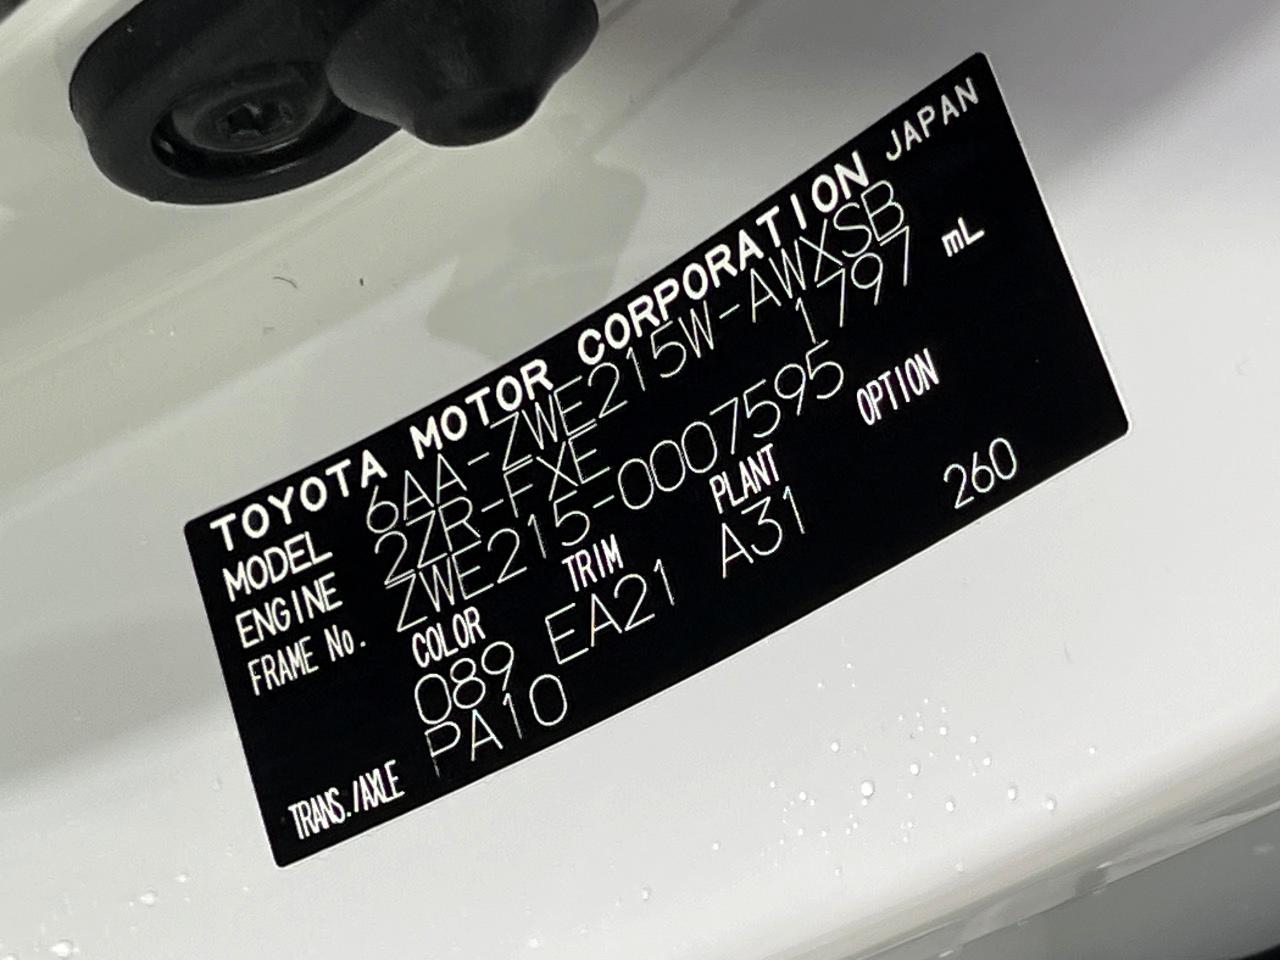 TOYOTA MOTOR CORPORATION JAPAN
MODEL 6AA-ZWE215W-AWXSB
ENGINE 2ZR-FXE 1797 mL
FRAME No. ZWE215-0007595
COLOR TRIM PLANT OPTION
089 EA21 A31 260
TRANS./AXLE PA10